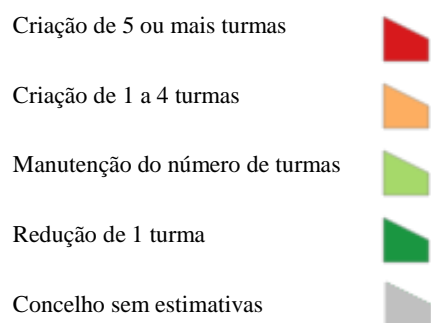 Criação de 5 ou mais turmas
Criação de 1 a 4 turmas
Manutenção do número de turmas
Redução de 1 turma
Concelho sem estimativas